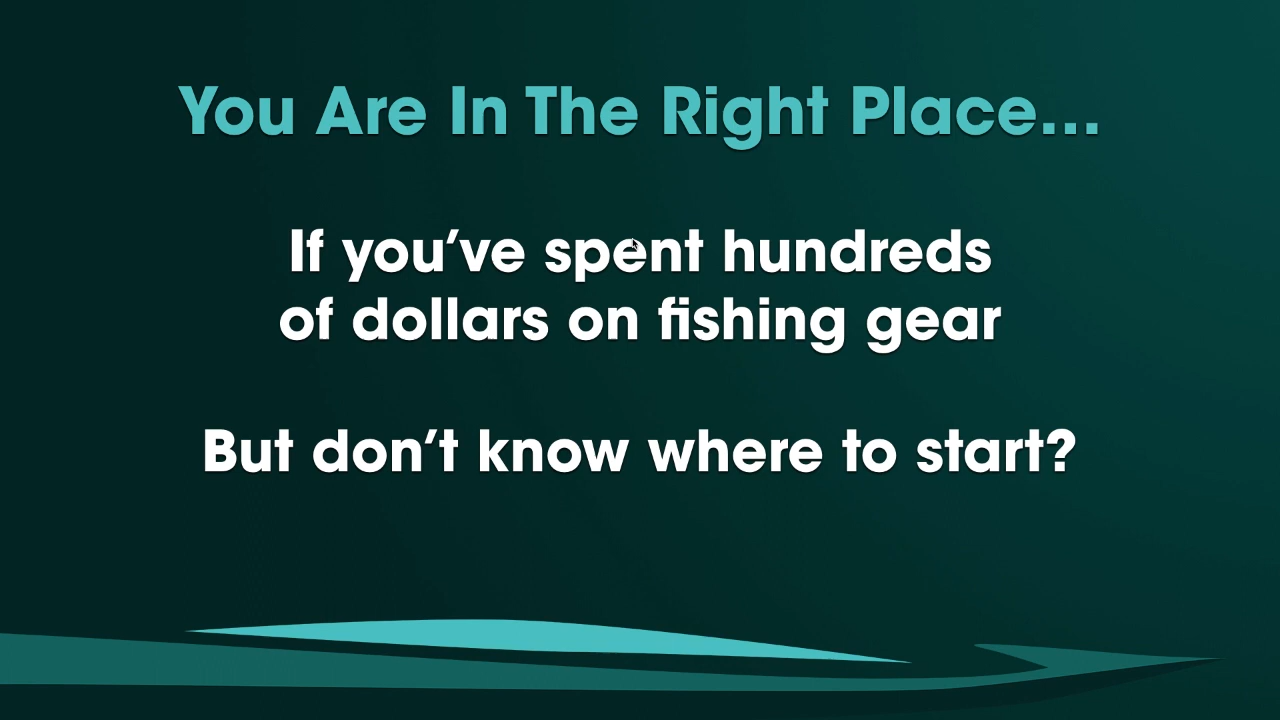 You Are In The Right Place...
If you’ve spent hundreds
of dollars on fishing gear
But don’t know where to start?